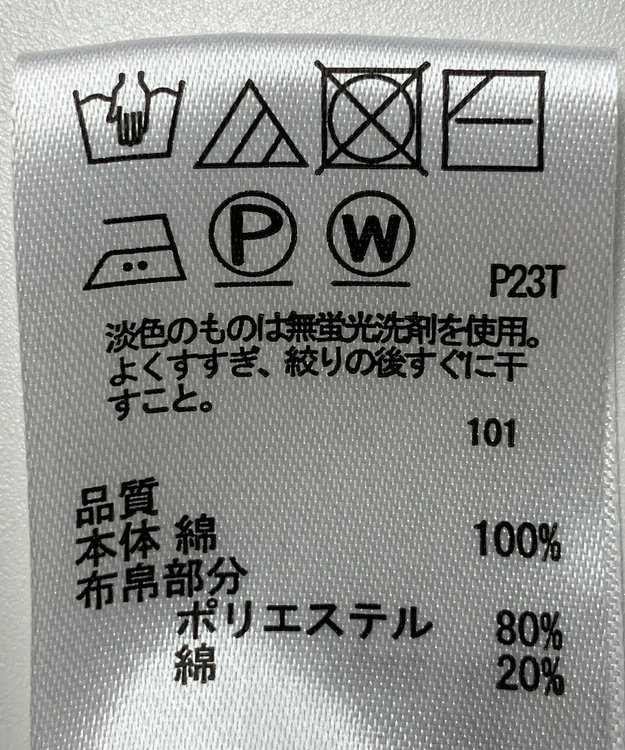 P W
P23T
淡色のものは無蛍光洗剤を使用。
よくすすぎ、絞りの後すぐに干
すこと。
101
品質
本体 綿 100%
布帛部分
ポリエステル 80%
綿 20%